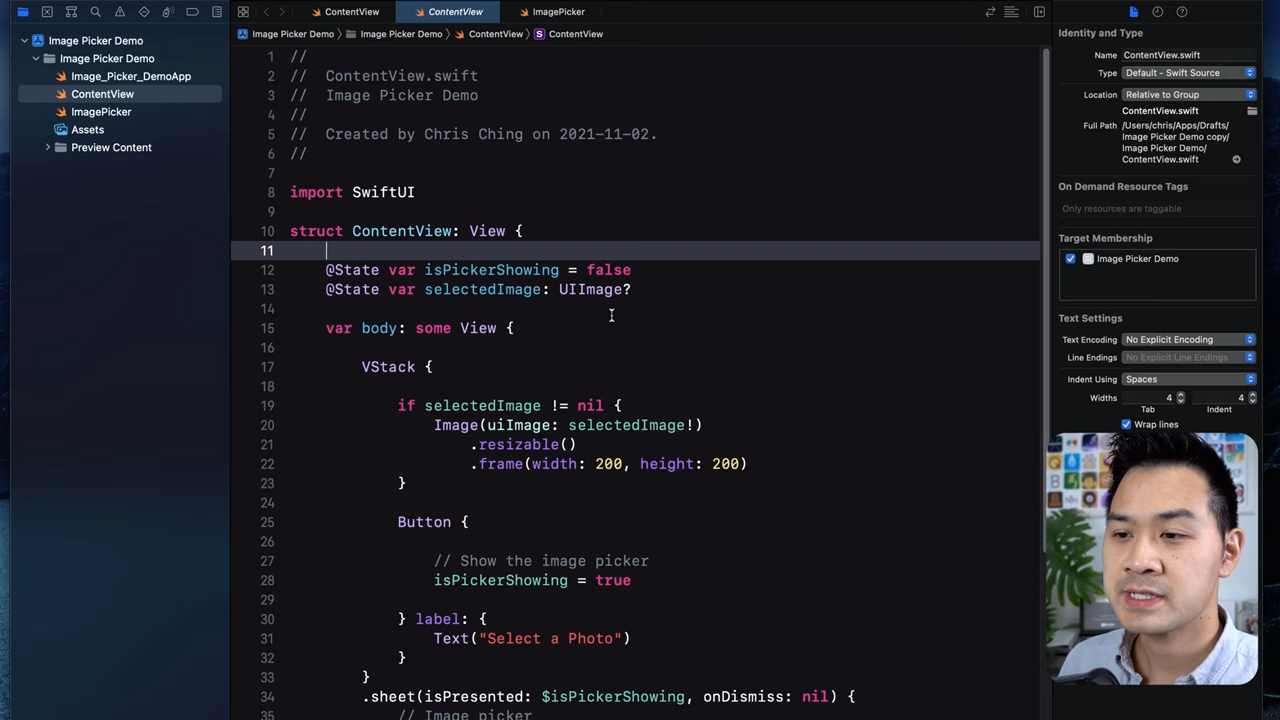 ContentView
ContentView
ImagePicker
Image Picker Demo
Image Picker Demo
Image_Picker_DemoApp
ContentView
ImagePicker
Assets
Preview Content
Image Picker Demo
Image Picker Demo
ContentView
S ContentView
1 //
2 //  ContentView.swift
3 //  Image Picker Demo
4 //
5 //  Created by Chris Ching on 2021-11-02.
6 //
7
8 import SwiftUI
9
10 struct ContentView: View {
11
12     @State var isPickerShowing = false
13     @State var selectedImage: UIImage?
14
15     var body: some View {
16
17         VStack {
18
19             if selectedImage != nil {
20                 Image(uiImage: selectedImage!)
21                     .resizable()
22                     .frame(width: 200, height: 200)
23             }
24
25             Button {
26
27                 // Show the image picker
28                 isPickerShowing = true
29
30             } label: {
31                 Text("Select a Photo")
32             }
33         }
34         .sheet(isPresented: $isPickerShowing, onDismiss: nil) {
35             // Image picker
Identity and Type
Name ContentView.swift
Type Default - Swift Source
Location Relative to Group
ContentView.swift
Full Path /Users/chris/Apps/Drafts/
Image Picker Demo copy/
Image Picker Demo/
ContentView.swift
On Demand Resource Tags
Only resources are taggable
Target Membership
Image Picker Demo
Text Settings
Text Encoding No Explicit Encoding
Line Endings No Explicit Line Endings
Indent Using Spaces
Widths 4 4
Tab Indent
Wrap lines